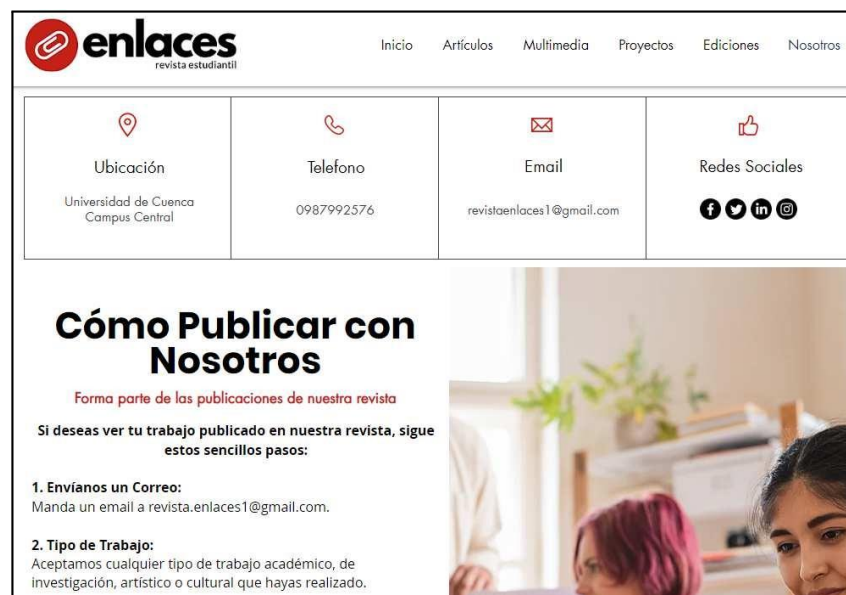 enlaces
revista estudiantil
Inicio Artículos Multimedia Proyectos Ediciones Nosotros
Ubicación
Universidad de Cuenca
Campus Central
Telefono
0987992576
Email
revistaenlaces1@gmail.com
Redes Sociales
Cómo Publicar con
Nosotros
Forma parte de las publicaciones de nuestra revista
Si deseas ver tu trabajo publicado en nuestra revista, sigue
estos sencillos pasos:
1. Envíanos un Correo:
Manda un email a revista.enlaces1@gmail.com.
2. Tipo de Trabajo:
Aceptamos cualquier tipo de trabajo académico, de
investigación, artístico o cultural que hayas realizado.